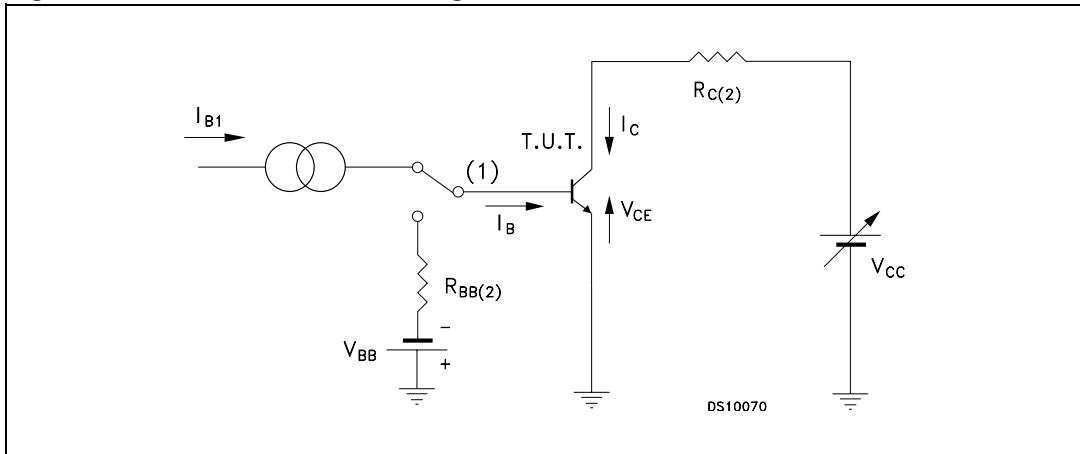 R_C(2)
I_B1
I_C
T.U.T.
(1)
I_B
V_CE
V_CC
R_BB(2)
V_BB
-
+
DS10070